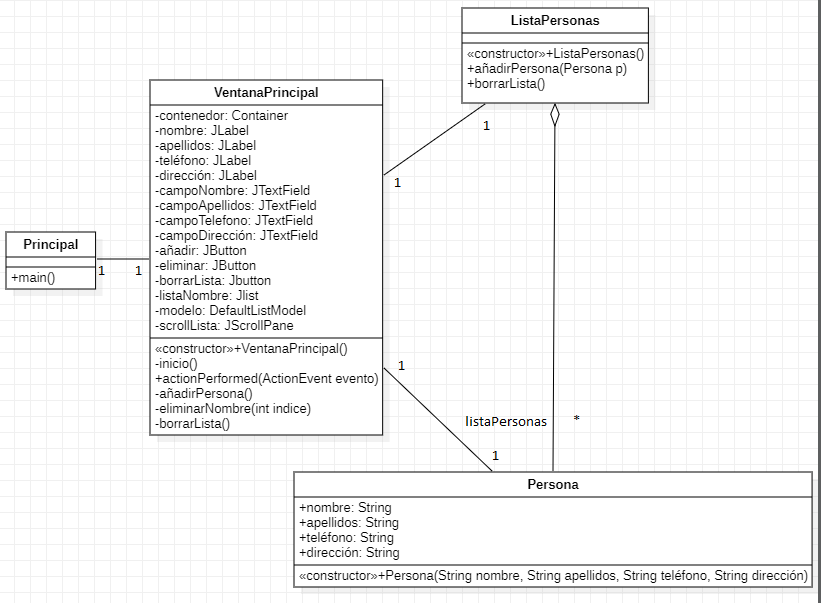 ListaPersonas
«constructor»+ListaPersonas()
+añadirPersona(Persona p)
+borrarLista()
1
VentanaPrincipal
-contenedor: Container
-nombre: JLabel
-apellidos: JLabel
-teléfono: JLabel
-dirección: JLabel
-campoNombre: JTextField
-campoApellidos: JTextField
-campoTelefono: JTextField
-campoDirección: JTextField
-añadir: JButton
-eliminar: JButton
-borrarLista: Jbutton
-listaNombre: Jlist
-modelo: DefaultListModel
-scrollLista: JScrollPane
«constructor»+VentanaPrincipal()
-inicio()
+actionPerformed(ActionEvent evento)
-añadirPersona()
-eliminarNombre(int indice)
-borrarLista()
1
Principal
+main()
1
1
1
listaPersonas
*
1
Persona
+nombre: String
+apellidos: String
+teléfono: String
+dirección: String
«constructor»+Persona(String nombre, String apellidos, String teléfono, String dirección)